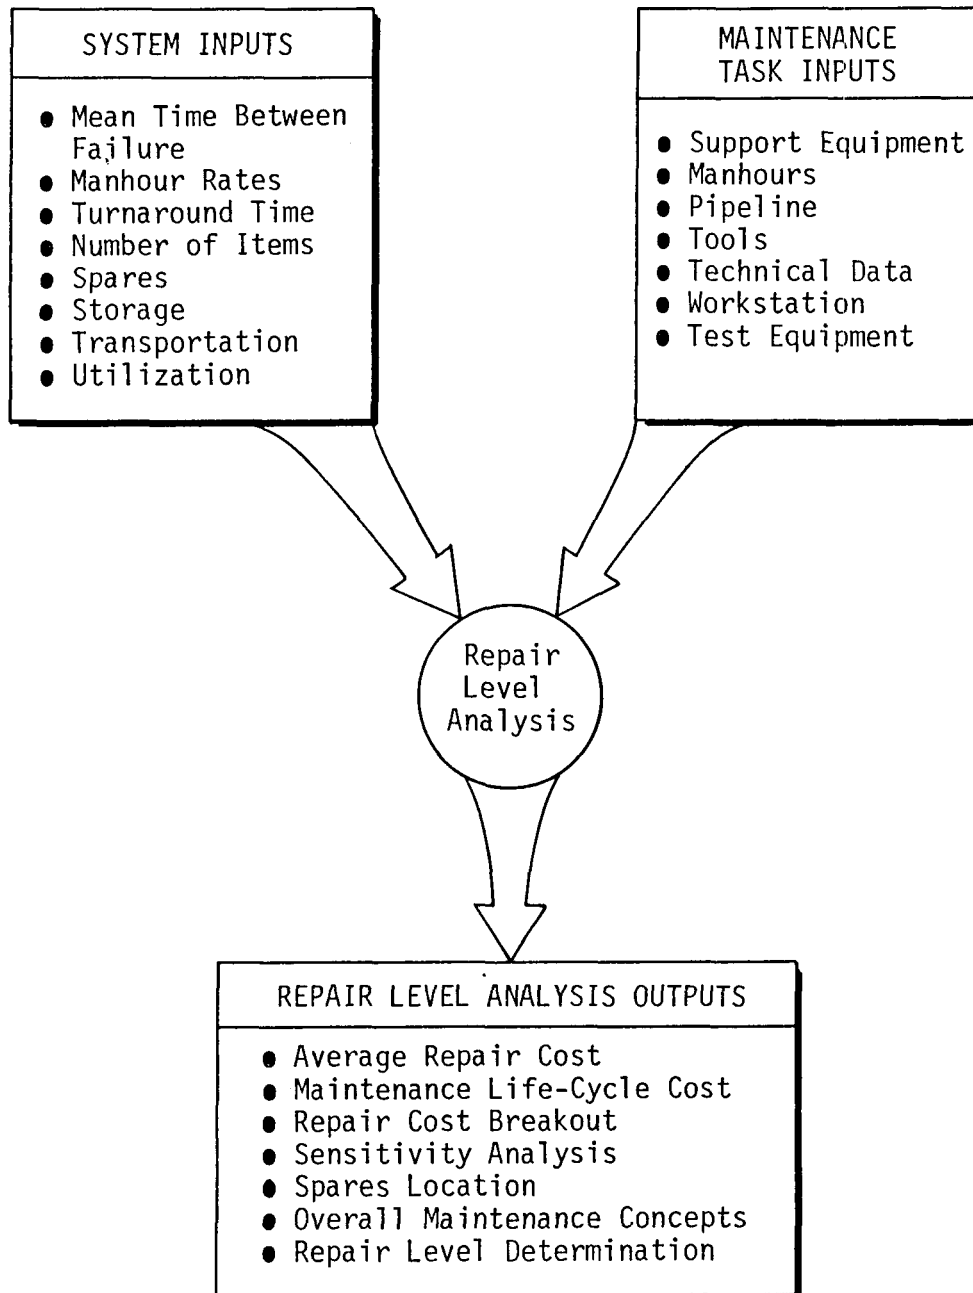 SYSTEM INPUTS
● Mean Time Between
Failure
● Manhour Rates
● Turnaround Time
● Number of Items
● Spares
● Storage
● Transportation
● Utilization
MAINTENANCE
TASK INPUTS
● Support Equipment
● Manhours
● Pipeline
● Tools
● Technical Data
● Workstation
● Test Equipment
Repair
Level
Analysis
REPAIR LEVEL ANALYSIS OUTPUTS
● Average Repair Cost
● Maintenance Life-Cycle Cost
● Repair Cost Breakout
● Sensitivity Analysis
● Spares Location
● Overall Maintenance Concepts
● Repair Level Determination